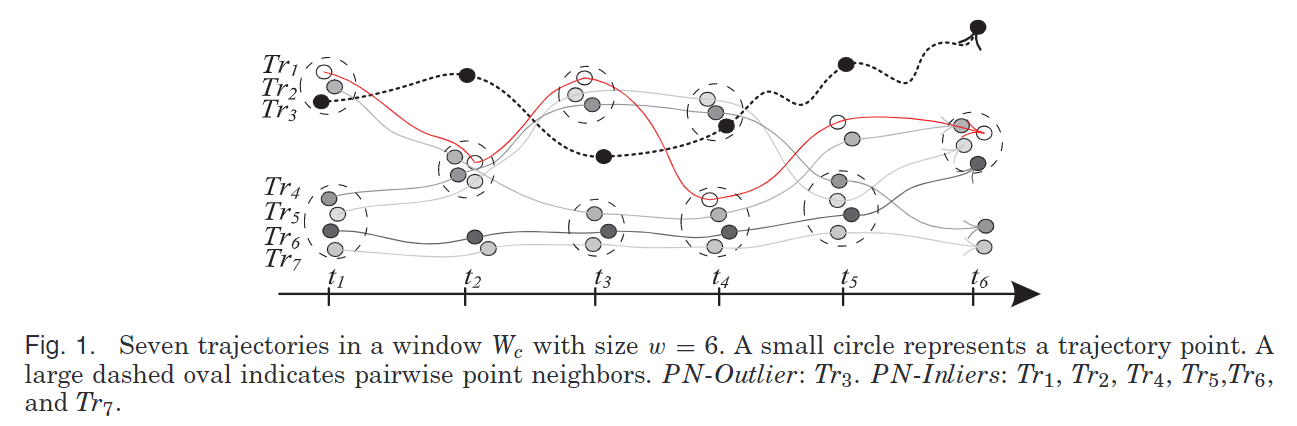 Tr1
Tr2
Tr3
Tr4
Tr5
Tr6
Tr7
t1 t2 t3 t4 t5 t6
Fig. 1. Seven trajectories in a window Wc with size w = 6. A small circle represents a trajectory point. A
large dashed oval indicates pairwise point neighbors. PN-Outlier: Tr3. PN-Inliers: Tr1, Tr2, Tr4, Tr5,Tr6,
and Tr7.